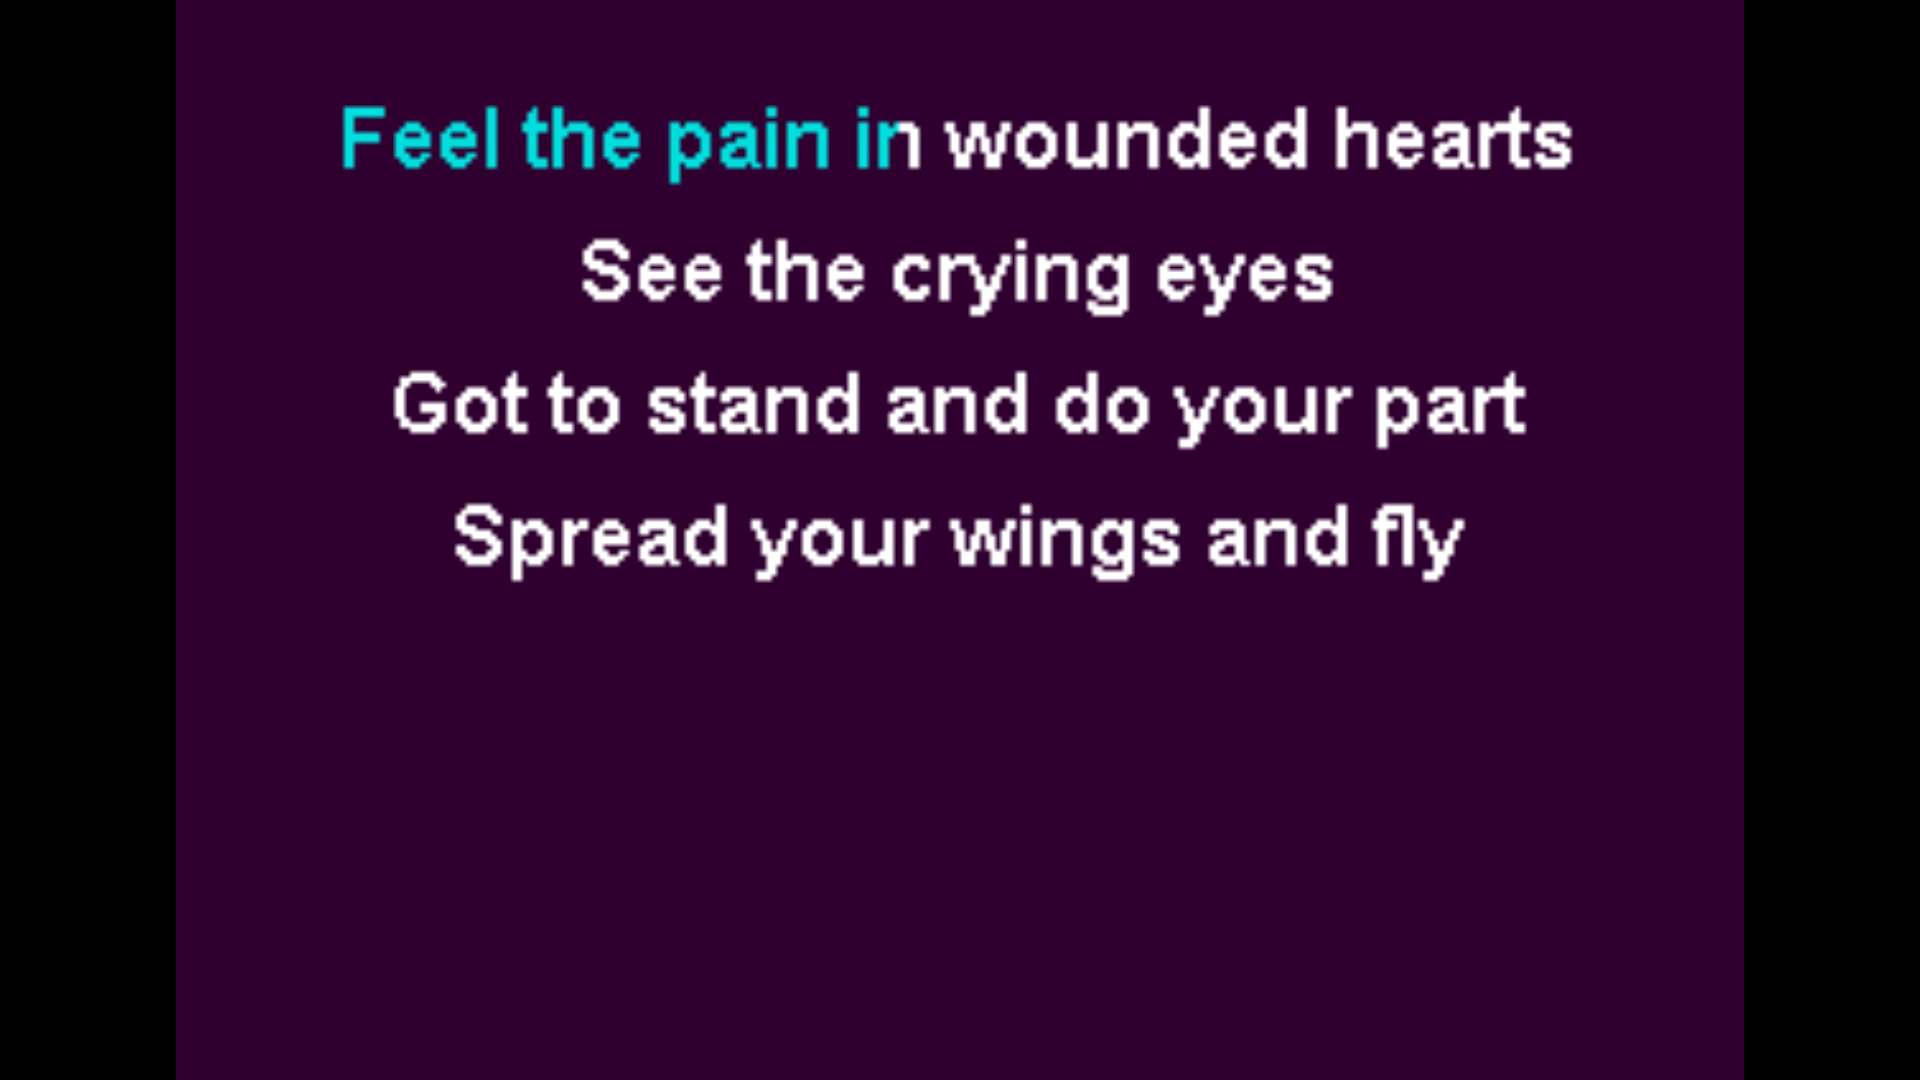 Feel the pain in wounded hearts
See the crying eyes
Got to stand and do your part
Spread your wings and fly